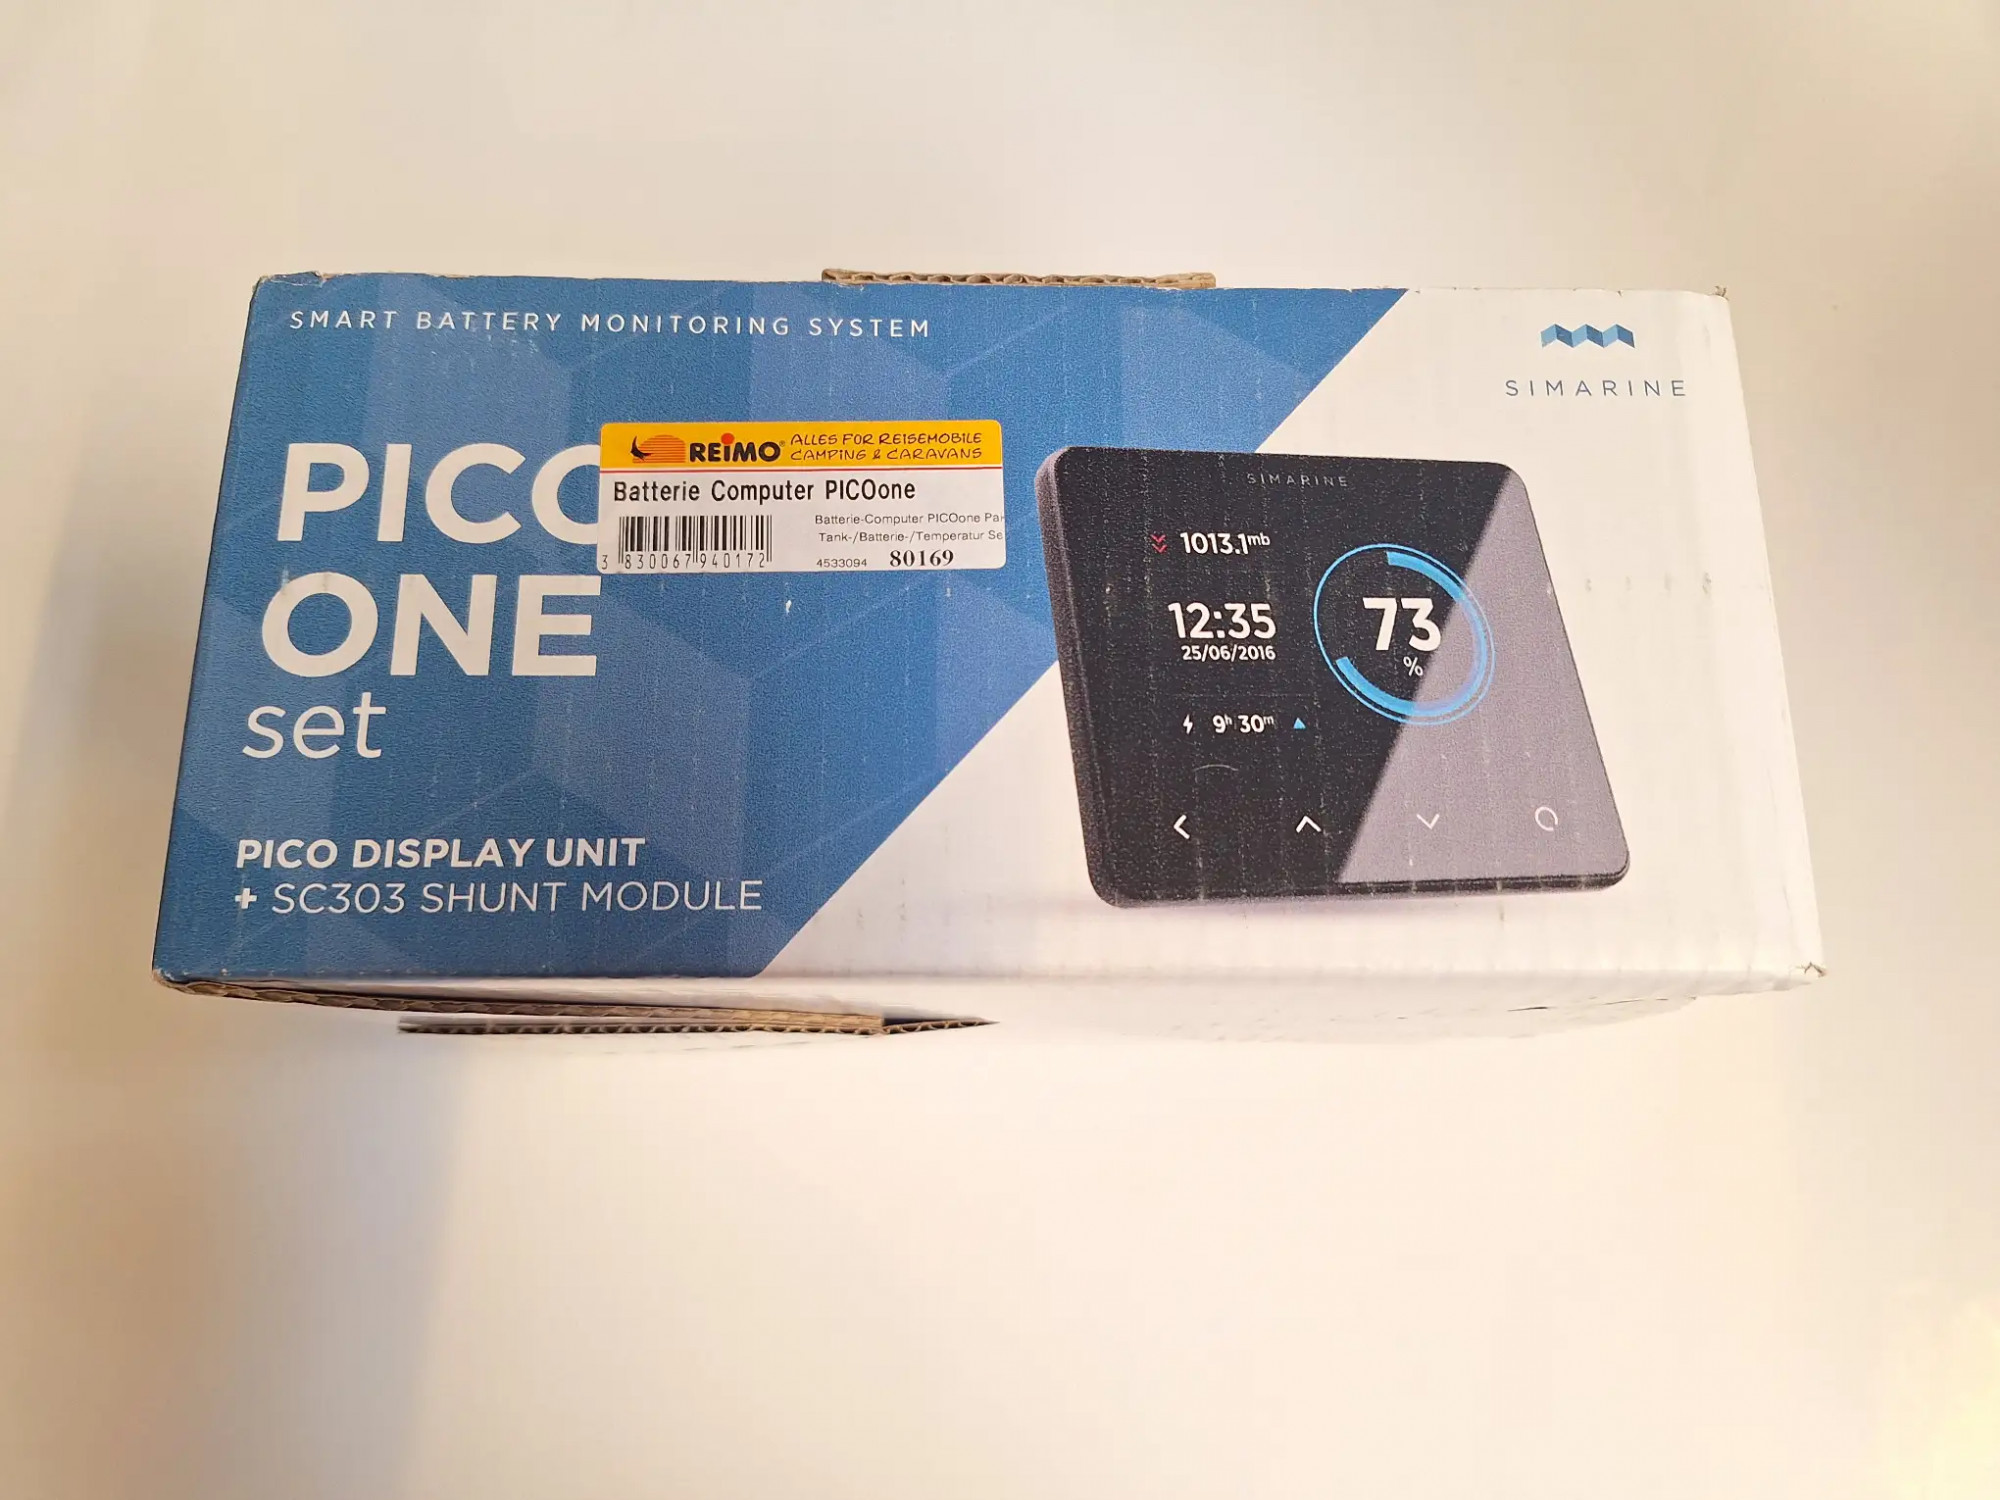 SMART BATTERY MONITORING SYSTEM
SIMARINE
PICO
ONE
set
REIMO® ALLES FÜR REISEMOBILE
CAMPING & CARAVANS
Batterie Computer PICOone
Batterie-Computer PICOone
Tank-/Batterie-/Temperatur
3 830067 940172
4533094 80169
PICO DISPLAY UNIT
+ SC303 SHUNT MODULE
SIMARINE
1013.1mb
12:35
25/06/2016
73
%
9h 30m